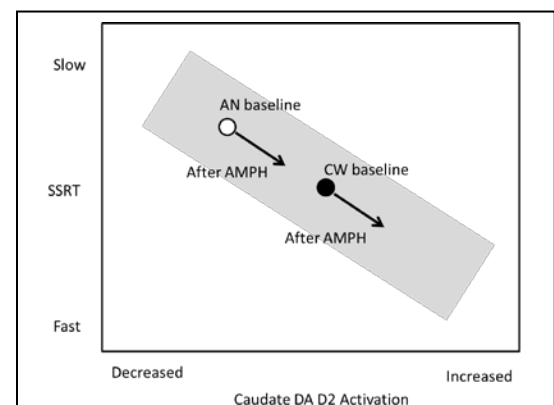 Slow
AN baseline
After AMPH
CW baseline
SSRT
After AMPH
Fast
Decreased
Increased
Caudate DA D2 Activation